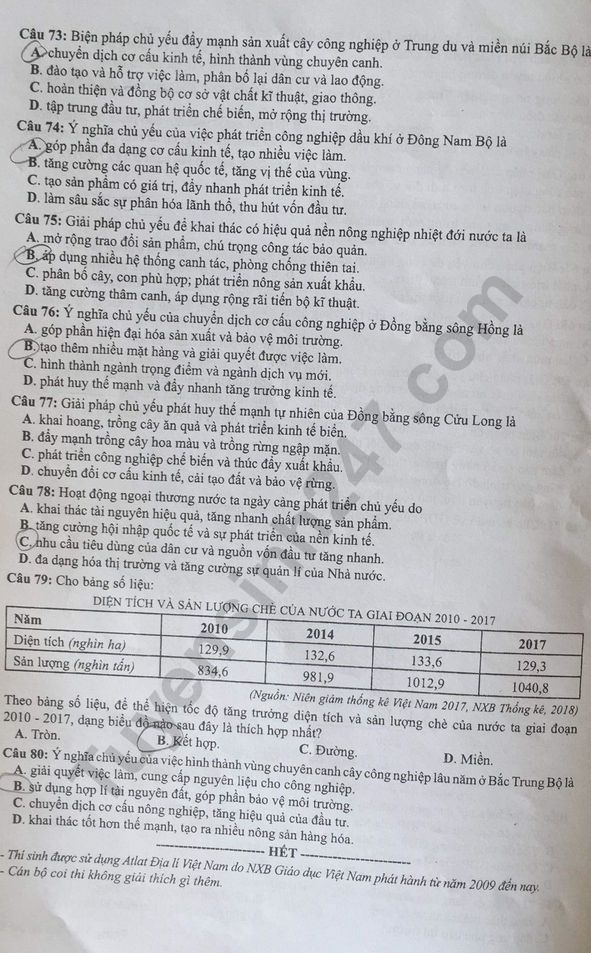 Câu 73: Biện pháp chủ yếu đẩy mạnh sản xuất cây công nghiệp ở Trung du và miền núi Bắc Bộ là
A. chuyển dịch cơ cấu kinh tế, hình thành vùng chuyên canh.
B. đào tạo và hỗ trợ việc làm, phân bố lại dân cư và lao động.
C. hoàn thiện và đồng bộ cơ sở vật chất kĩ thuật, giao thông.
D. tập trung đầu tư, phát triển chế biến, mở rộng thị trường.
Câu 74: Ý nghĩa chủ yếu của việc phát triển công nghiệp dầu khí ở Đông Nam Bộ là
A. góp phần đa dạng cơ cấu kinh tế, tạo nhiều việc làm.
B. tăng cường các quan hệ quốc tế, tăng vị thế của vùng.
C. tạo sản phẩm có giá trị, đẩy nhanh phát triển kinh tế.
D. làm sâu sắc sự phân hóa lãnh thổ, thu hút vốn đầu tư.
Câu 75: Giải pháp chủ yếu để khai thác có hiệu quả nền nông nghiệp nhiệt đới nước ta là
A. mở rộng trao đổi sản phẩm, chú trọng công tác bảo quản.
B. áp dụng nhiều hệ thống canh tác, phòng chống thiên tai.
C. phân bố cây, con phù hợp; phát triển nông sản xuất khẩu.
D. tăng cường thâm canh, áp dụng rộng rãi tiến bộ kĩ thuật.
Câu 76: Ý nghĩa chủ yếu của chuyển dịch cơ cấu công nghiệp ở Đồng bằng sông Hồng là
A. góp phần hiện đại hóa sản xuất và bảo vệ môi trường.
B. tạo thêm nhiều mặt hàng và giải quyết được việc làm.
C. hình thành ngành trọng điểm và ngành dịch vụ mới.
D. phát huy thế mạnh và đẩy nhanh tăng trưởng kinh tế.
Câu 77: Giải pháp chủ yếu phát huy thế mạnh tự nhiên của Đồng bằng sông Cửu Long là
A. khai hoang, trồng cây ăn quả và phát triển kinh tế biển.
B. đẩy mạnh trồng cây hoa màu và trồng rừng ngập mặn.
C. phát triển công nghiệp chế biến và thúc đẩy xuất khẩu.
D. chuyển đổi cơ cấu kinh tế, cải tạo đất và bảo vệ rừng.
Câu 78: Hoạt động ngoại thương nước ta ngày càng phát triển chủ yếu do
A. khai thác tài nguyên hiệu quả, tăng nhanh chất lượng sản phẩm.
B. tăng cường hội nhập quốc tế và sự phát triển của nền kinh tế.
C. nhu cầu tiêu dùng của dân cư và nguồn vốn đầu tư tăng nhanh.
D. đa dạng hóa thị trường và tăng cường sự quản lí của Nhà nước.
Câu 79: Cho bảng số liệu:
DIỆN TÍCH VÀ SẢN LƯỢNG CHÈ CỦA NƯỚC TA GIAI ĐOẠN 2010 - 2017
Năm 2010 2014 2015 2017
Diện tích (nghìn ha) 129,9 132,6 133,6 129,3
Sản lượng (nghìn tấn) 834,6 981,9 1012,9 1040,8
(Nguồn: Niên giám thống kê Việt Nam 2017, NXB Thống kê, 2018)
Theo bảng số liệu, để thể hiện tốc độ tăng trưởng diện tích và sản lượng chè của nước ta giai đoạn
2010 - 2017, dạng biểu đồ nào sau đây là thích hợp nhất?
A. Tròn. B. Kết hợp. C. Đường. D. Miền.
Câu 80: Ý nghĩa chủ yếu của việc hình thành vùng chuyên canh cây công nghiệp lâu năm ở Bắc Trung Bộ là
A. giải quyết việc làm, cung cấp nguyên liệu cho công nghiệp.
B. sử dụng hợp lí tài nguyên đất, góp phần bảo vệ môi trường.
C. chuyển dịch cơ cấu nông nghiệp, tăng hiệu quả của đầu tư.
D. khai thác tốt hơn thế mạnh, tạo ra nhiều nông sản hàng hóa.
HẾT
- Thí sinh được sử dụng Atlat Địa lí Việt Nam do NXB Giáo dục Việt Nam phát hành từ năm 2009 đến nay.
- Cán bộ coi thi không giải thích gì thêm.
Tuyensinh247.com